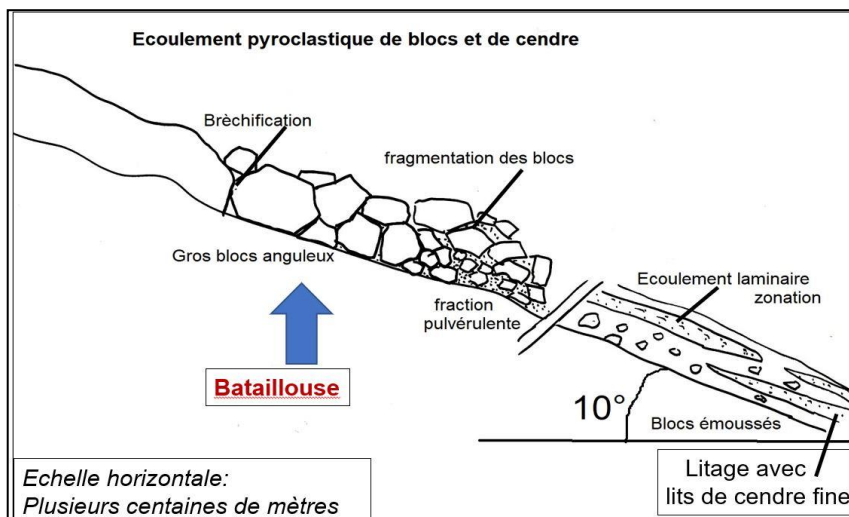 Ecoulement pyroclastique de blocs et de cendre
Brèchification
fragmentation des blocs
Gros blocs anguleux
Ecoulement laminaire
zonation
fraction
pulvérulente
Bataillouse
10°
Blocs émoussés
Echelle horizontale:
Plusieurs centaines de mètres
Litage avec
lits de cendre fine